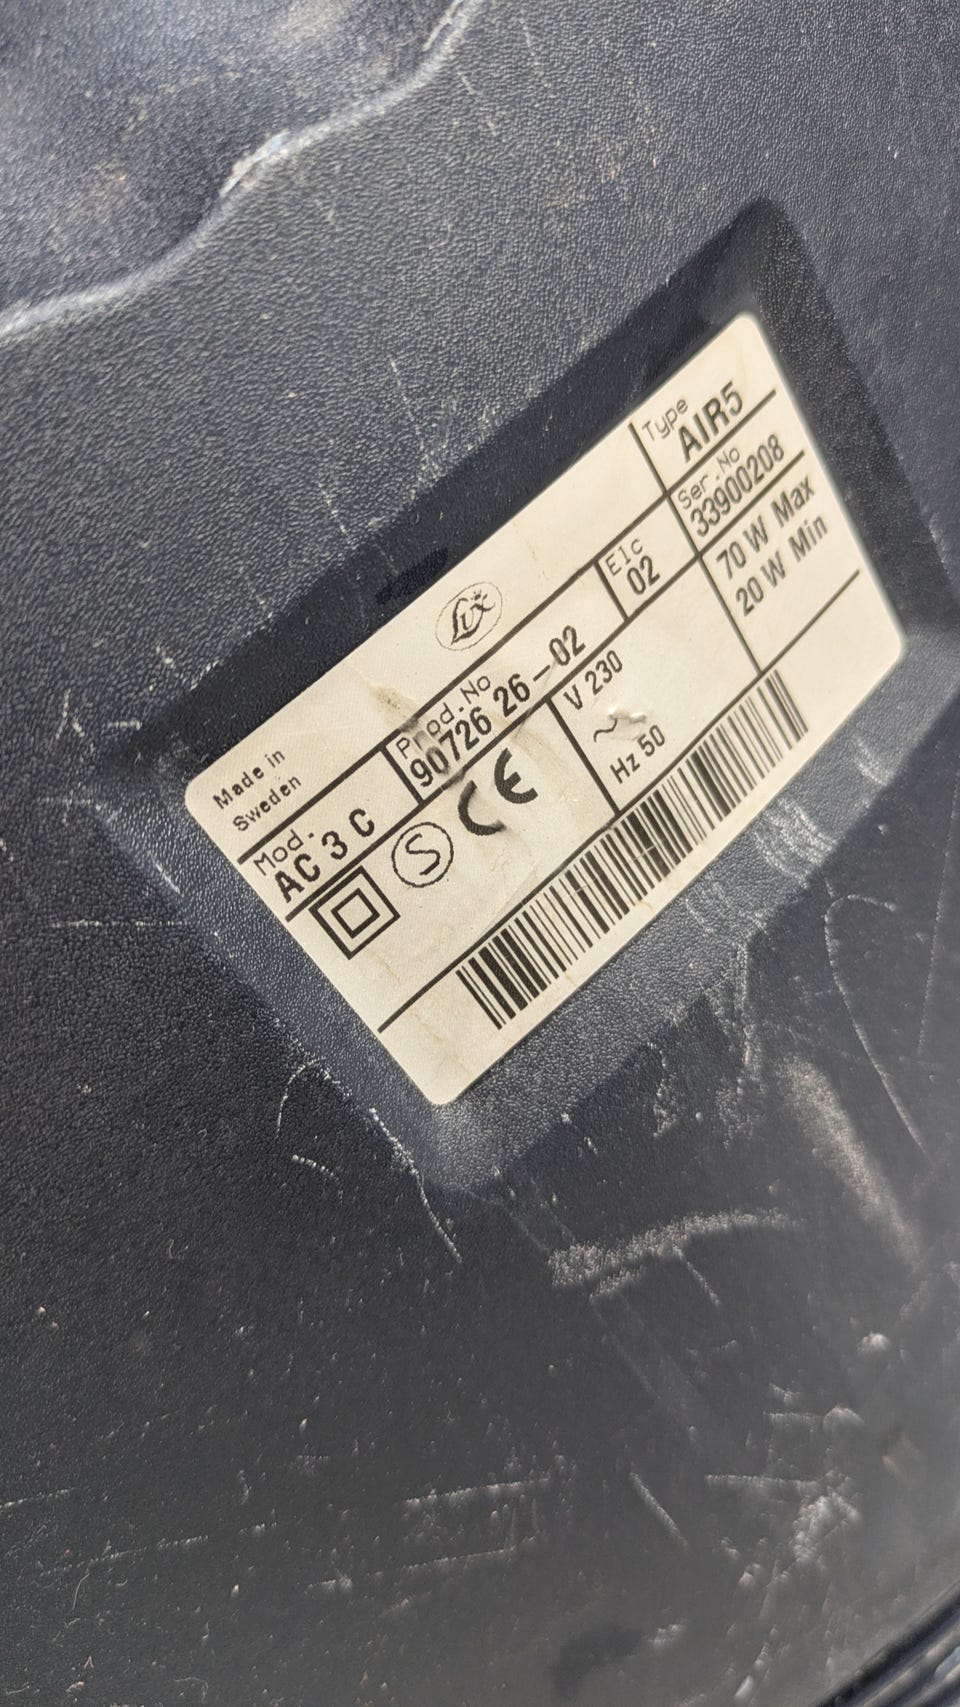 Lux
Type
AIR5
Made in
Sweden
Prod.No
90726 26-02
Elc
02
Ser.No
33900208
Mod.
AC 3 C
S
CE
V 230
~
Hz 50
70 W Max
20 W Min